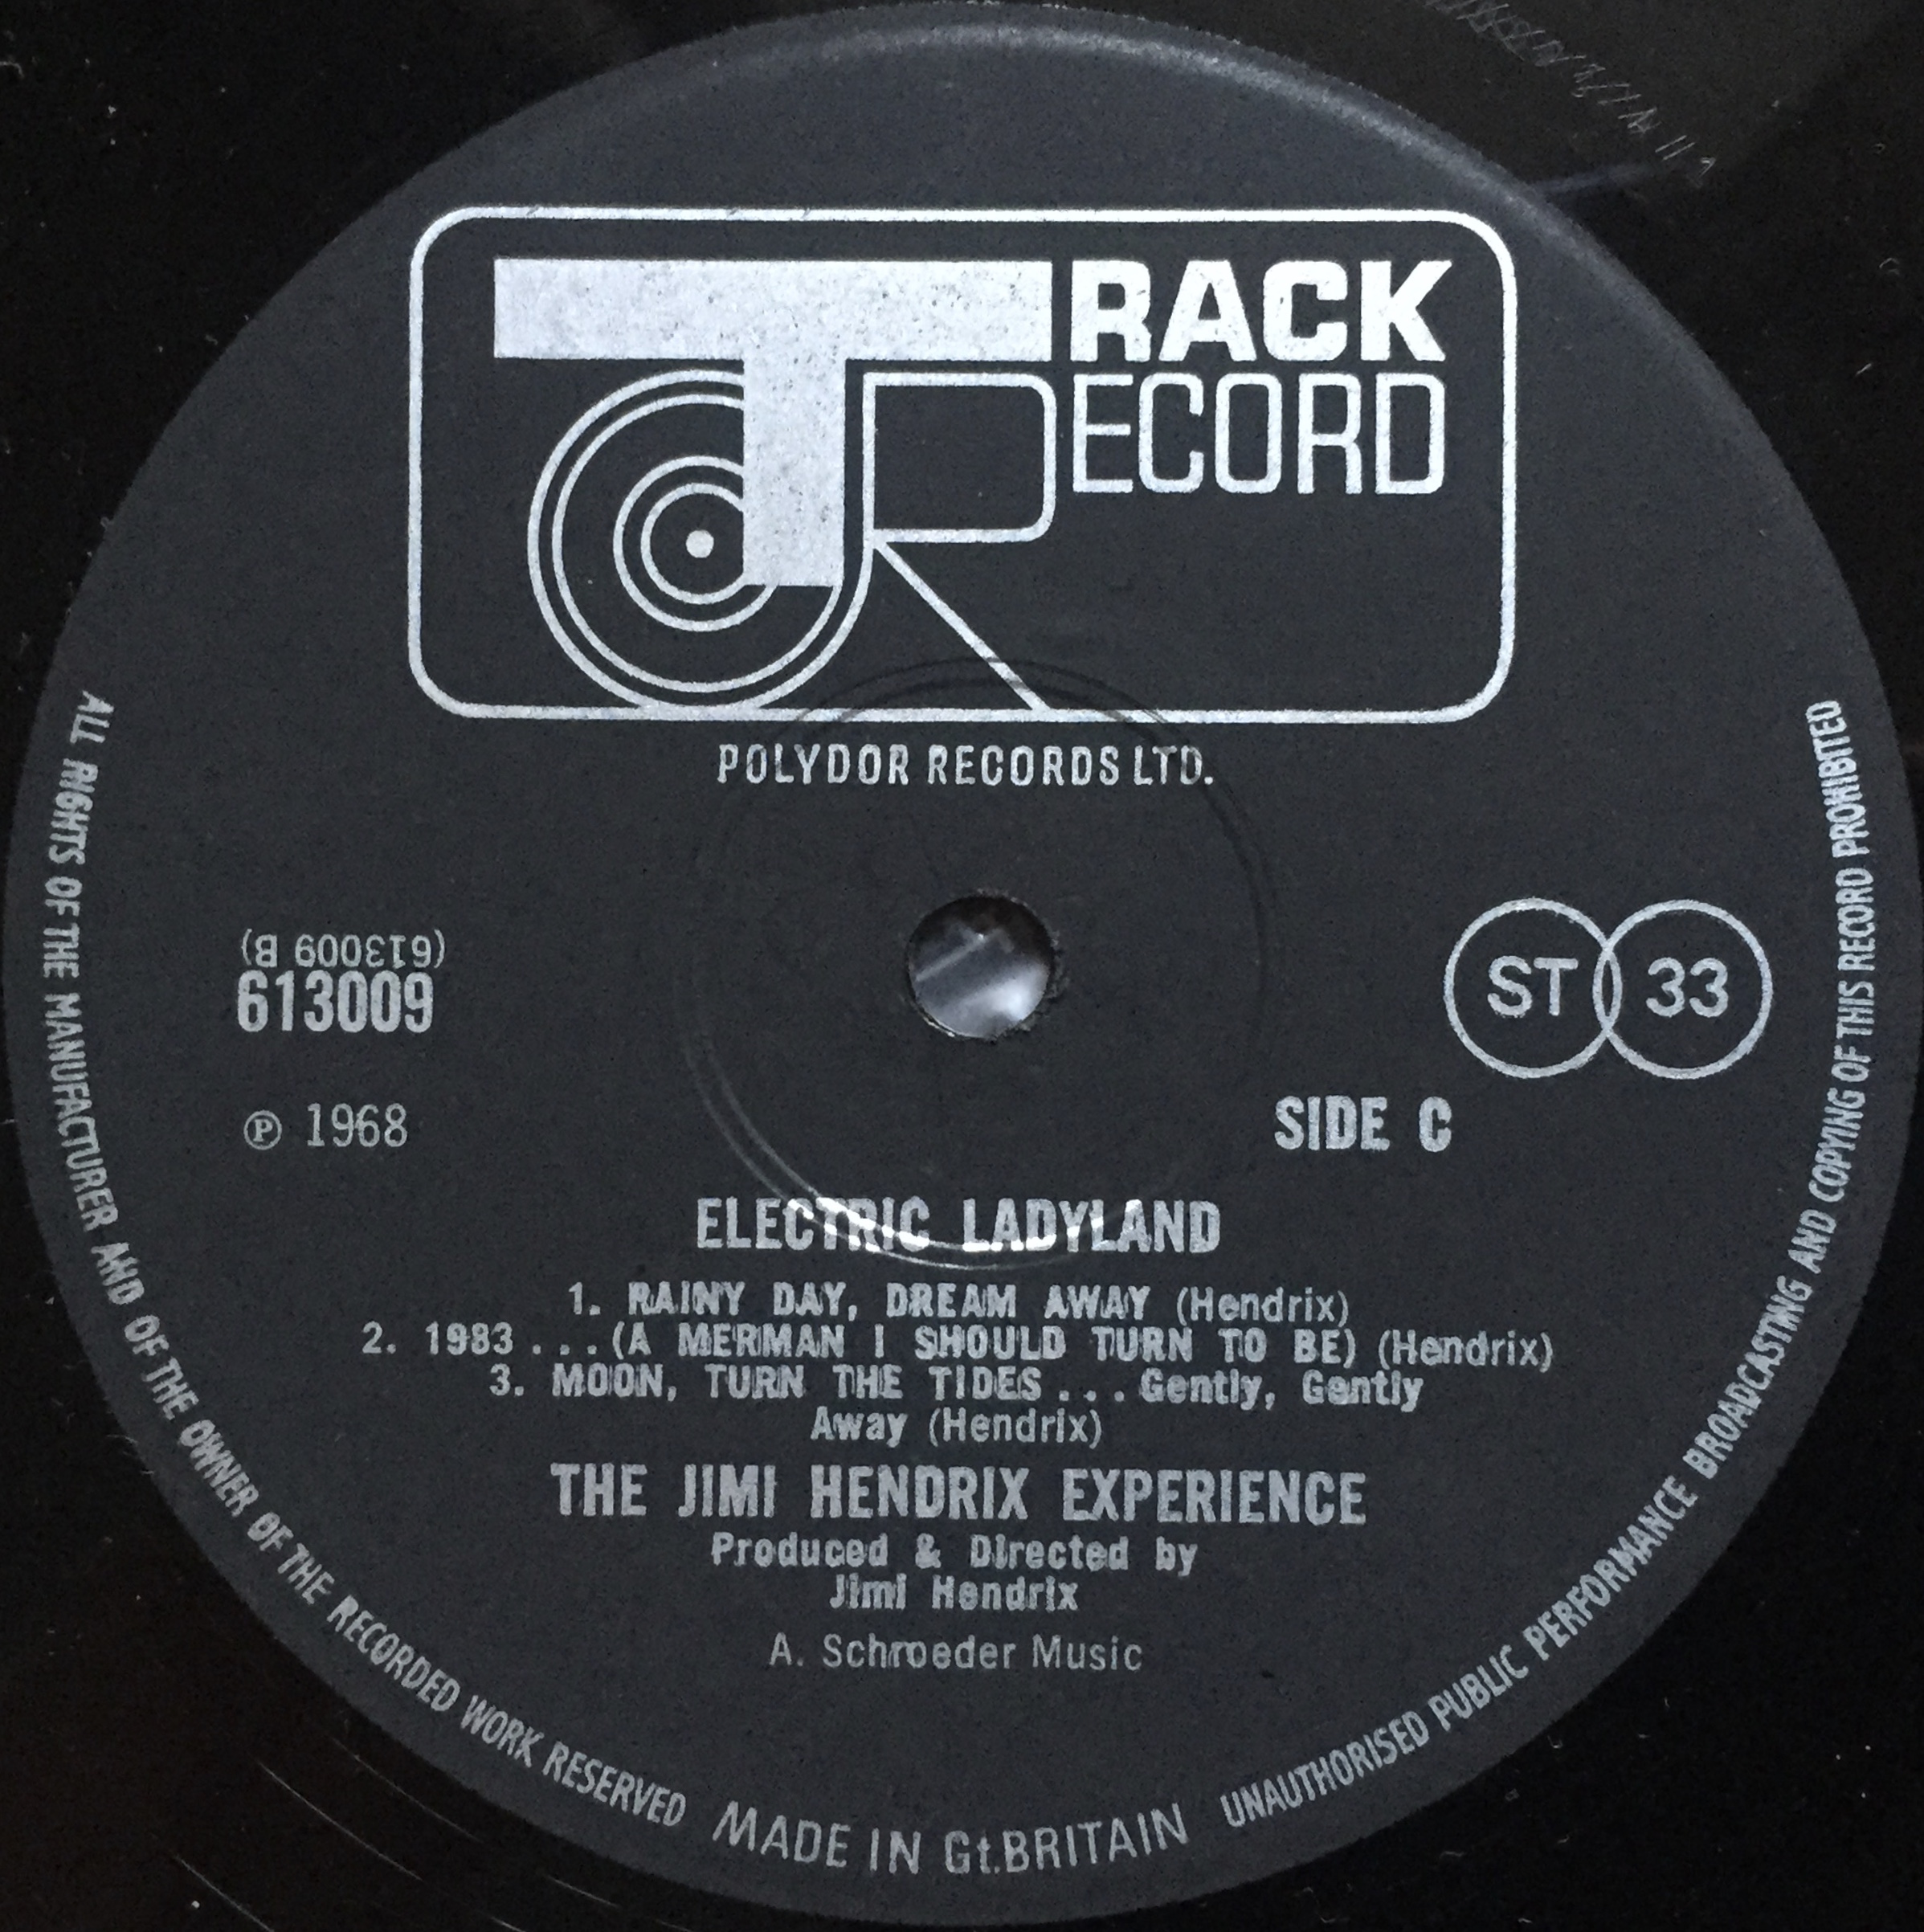 TRACK
RECORD
POLYDOR RECORDS LTD.
(613009 B)
613009
ST 33
℗ 1968
SIDE C
ELECTRIC LADYLAND
1. RAINY DAY, DREAM AWAY (Hendrix)
2. 1983 . . . (A MERMAN I SHOULD TURN TO BE) (Hendrix)
3. MOON, TURN THE TIDES . . . Gently, Gently
Away (Hendrix)
THE JIMI HENDRIX EXPERIENCE
Produced & Directed by
Jimi Hendrix
A. Schroeder Music
ALL RIGHTS OF THE MANUFACTURER AND OF THE OWNER OF THE RECORDED WORK RESERVED MADE IN Gt.BRITAIN UNAUTHORISED PUBLIC PERFORMANCE BROADCASTING AND COPYING OF THIS RECORD PROHIBITED